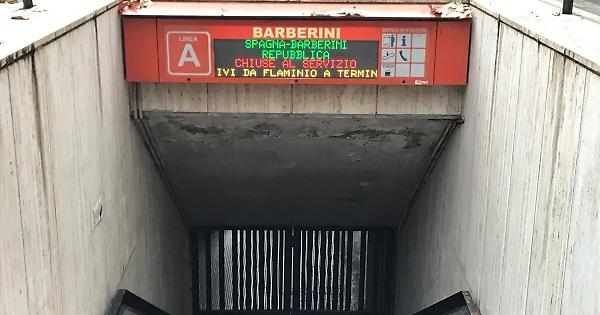 LINEA
A
BARBERINI
SPAGNA-BARBERINI
REPUBBLICA
CHIUSE AL SERVIZIO
IVI DA FLAMINIO A TERMIN